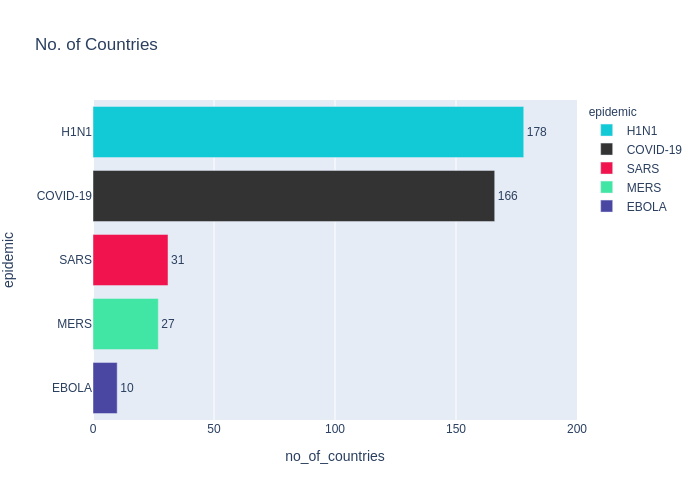 No. of Countries
epidemic
H1N1
COVID-19
SARS
MERS
EBOLA
H1N1
178
COVID-19
166
SARS
31
MERS
27
EBOLA
10
epidemic
0 50 100 150 200
no_of_countries